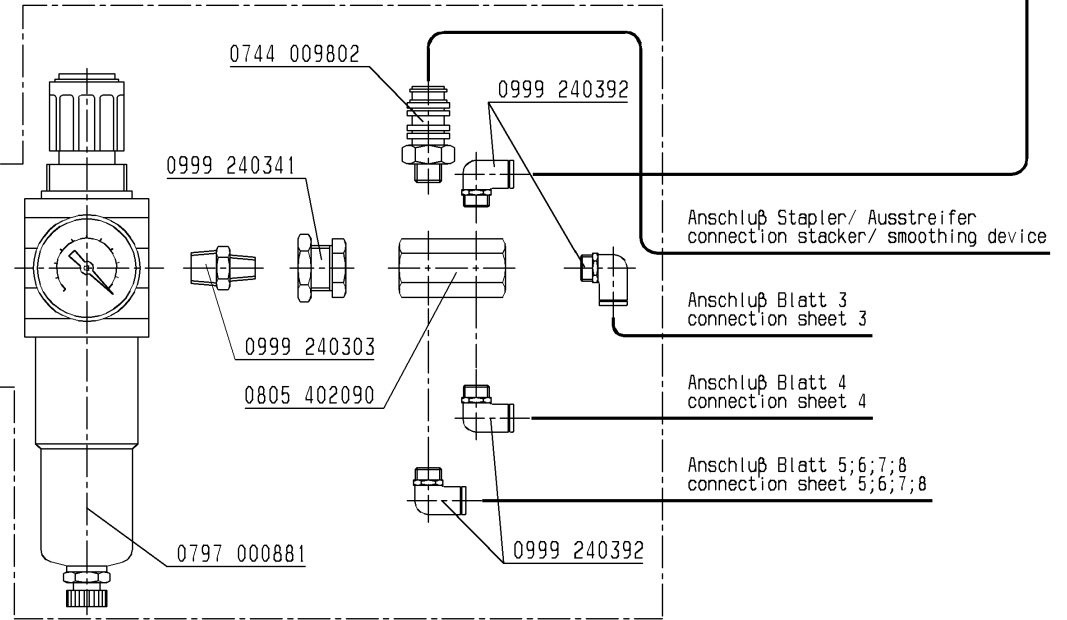 0744 009802
0999 240392
0999 240341
Anschluß Stapler/ Ausstreifer
connection stacker/ smoothing device
Anschluß Blatt 3
connection sheet 3
0999 240303
0805 402090
Anschluß Blatt 4
connection sheet 4
Anschluß Blatt 5;6;7;8
connection sheet 5;6;7;8
0797 000881
0999 240392